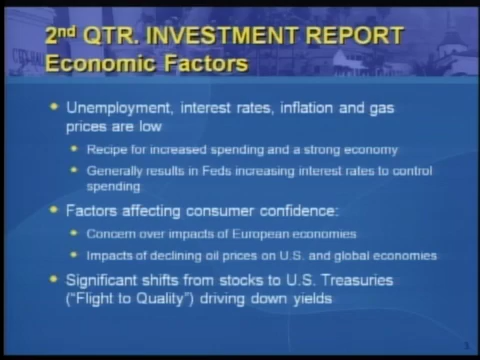 2nd QTR. INVESTMENT REPORT
Economic Factors
Unemployment, interest rates, inflation and gas
prices are low
Recipe for increased spending and a strong economy
Generally results in Feds increasing interest rates to control
spending
Factors affecting consumer confidence:
Concern over impacts of European economies
Impacts of declining oil prices on U.S. and global economies
Significant shifts from stocks to U.S. Treasuries
("Flight to Quality") driving down yields